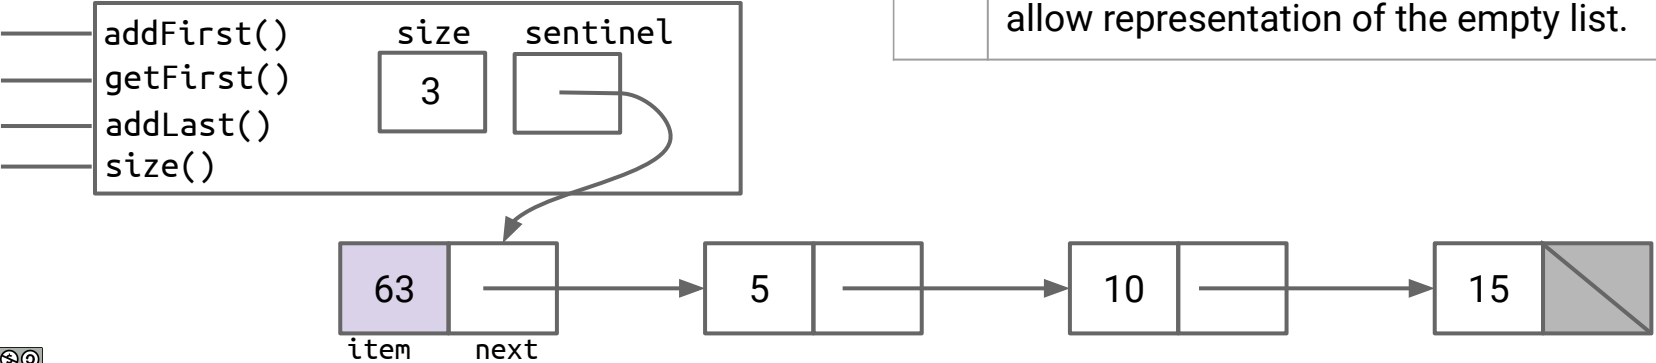 allow representation of the empty list.
addFirst()
getFirst()
addLast()
size()
size
sentinel
3
63
5
10
15
item
next